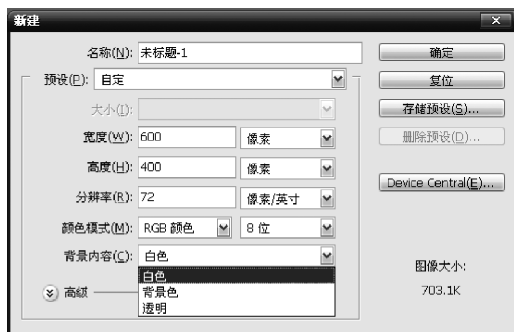 新建
名称(N): 未标题-1
确定
预设(P): 自定
复位
大小(I):
存储预设(S)...
宽度(W): 600 像素
删除预设(D)...
高度(H): 400 像素
分辨率(R): 72 像素/英寸
Device Central(E)...
颜色模式(M): RGB 颜色 8 位
背景内容(C): 白色
白色
图像大小:
背景色
高级
703.1K
透明